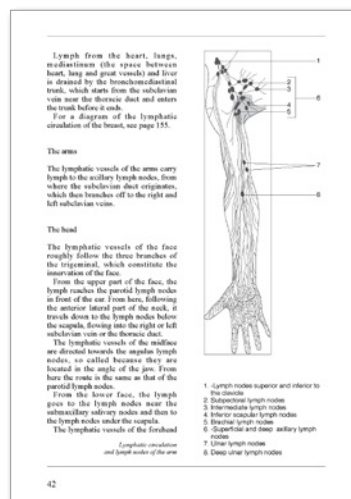 Lymph from the heart, lungs,
mediastinum (the space between
heart, lung and great vessels) and liver
is drained by the bronchomediastinal
trunk, which starts from the subclavian
vein near the thoracic duct and enters
the trunk before it ends.
For a diagram of the lymphatic
circulation of the breast, see page 155.
The arms
The lymphatic vessels of the arms carry
lymph to the axillary lymph nodes, from
where the subclavian duct originates,
which then branches off to the right and
left subclavian veins.
The head
The lymphatic vessels of the face
roughly follow the three branches of
the trigeminal, which constitute the
innervation of the face.
From the upper part of the face, the
lymph reaches the parotid lymph nodes
in front of the ear. From here, following
the anterior lateral part of the neck, it
travels down to the lymph nodes below
the scapula, flowing into the right or left
subclavian vein or the thoracic duct.
The lymphatic vessels of the midface
are directed towards the angulus lymph
nodes, so called because they are
located in the angle of the jaw. From
here the route is the same as that of the
parotid lymph nodes.
From the lower face, the lymph
goes to the lymph nodes near the
submaxillary salivary nodes and then to
the lymph nodes under the scapula.
The lymphatic vessels of the forehead
Lymphatic circulation
and lymph nodes of the arm
42
1
2
3
6
4
5
7
8
1. -Lymph nodes superior and inferior to
the clavicle
2. Subpectoral lymph nodes
3. Intermediate lymph nodes
4. Inferior scapular lymph nodes
5. Brachial lymph nodes
6. -Superficial and deep axillary lymph
nodes
7. Ulnar lymph nodes
8. Deep ulnar lymph nodes